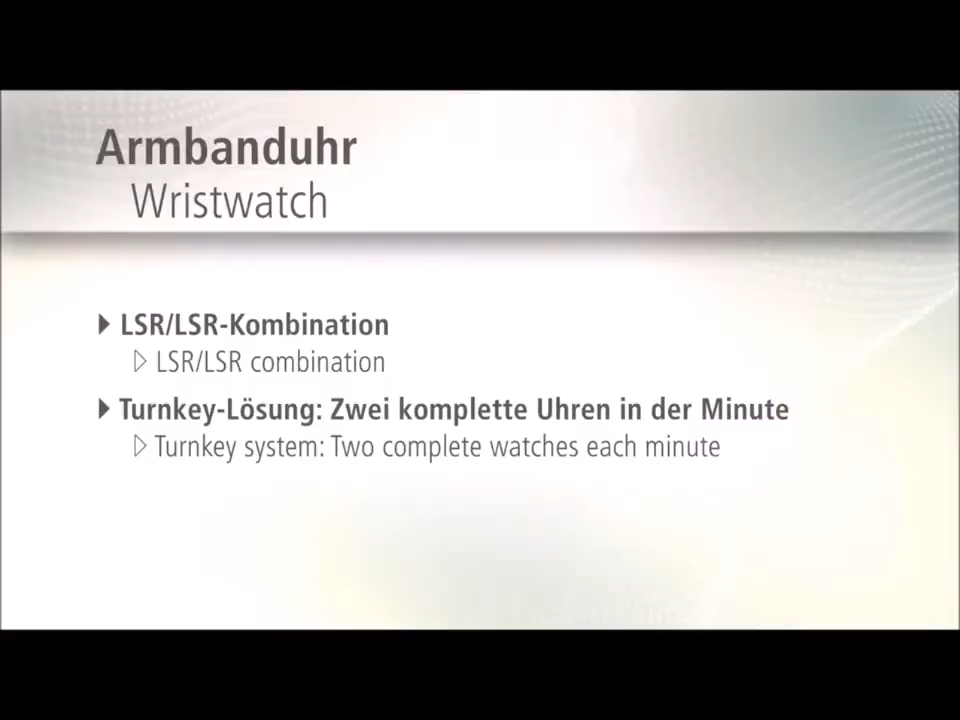 Armbanduhr
Wristwatch
LSR/LSR-Kombination
LSR/LSR combination
Turnkey-Lösung: Zwei komplette Uhren in der Minute
Turnkey system: Two complete watches each minute